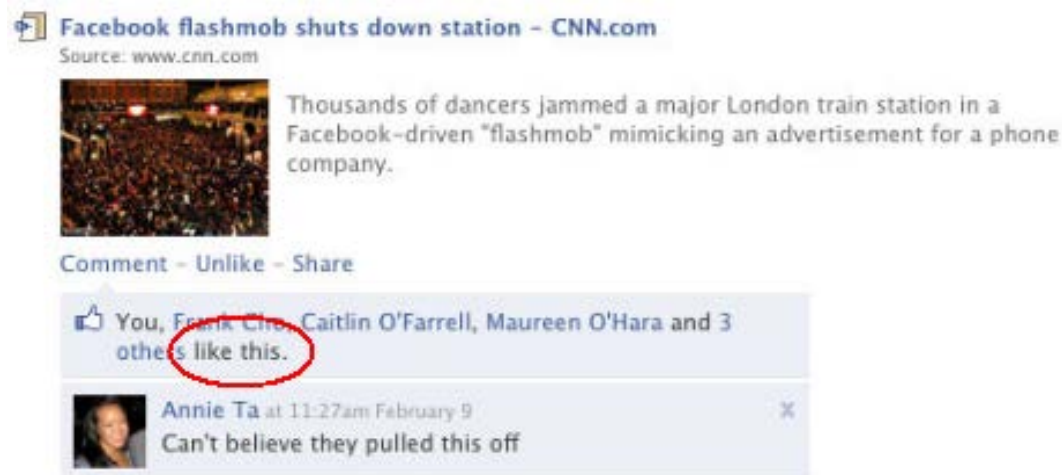 Facebook flashmob shuts down station – CNN.com
Source: www.cnn.com
Thousands of dancers jammed a major London train station in a
Facebook-driven "flashmob" mimicking an advertisement for a phone
company.
Comment – Unlike – Share
You, Frank Cho, Caitlin O'Farrell, Maureen O'Hara and 3
others like this.
Annie Ta at 11:27am February 9
Can't believe they pulled this off